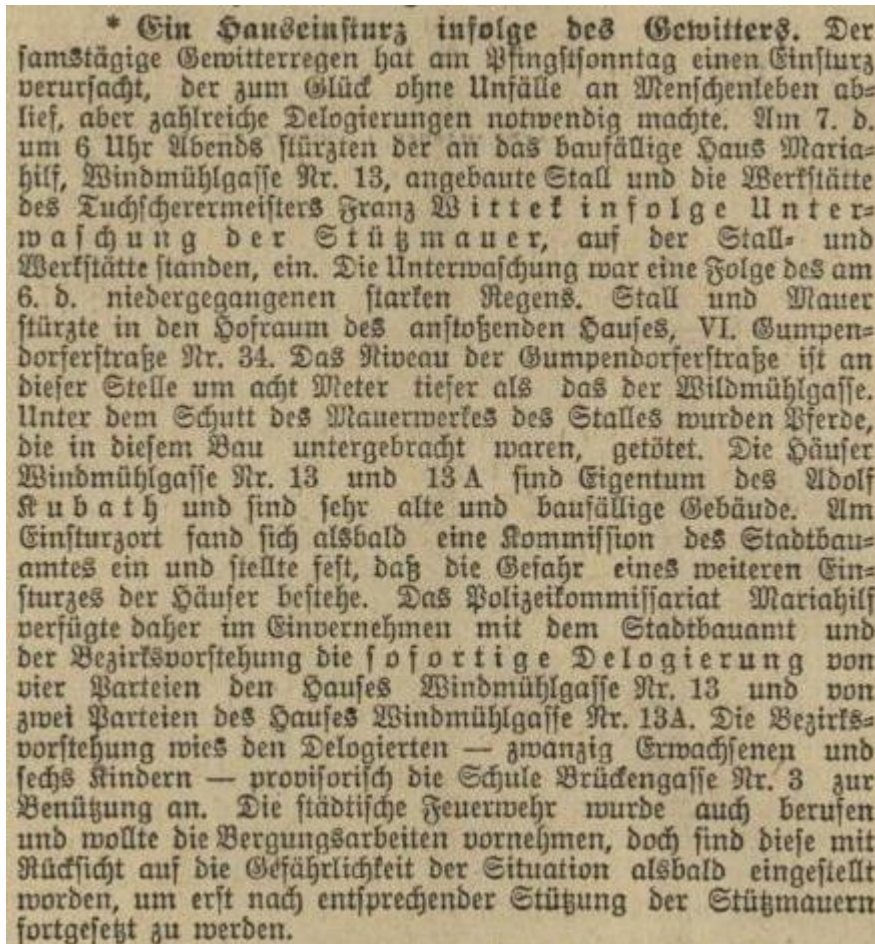 * Ein Hauseinsturz infolge des Gewitters. Der
samstägige Gewitterregen hat am Pfingstsonntag einen Einsturz
verursacht, der zum Glück ohne Unfälle an Menschenleben ab-
lief, aber zahlreiche Delogierungen notwendig machte. Am 7. d.
um 6 Uhr Abends stürzten der an das baufällige Haus Maria-
hilf, Windmühlgasse Nr. 13, angebaute Stall und die Werkstätte
des Tuchscherermeisters Franz Wittek infolge Unter-
waschung der Stützmauer, auf der Stall- und
Werkstätte standen, ein. Die Unterwaschung war eine Folge des am
6. d. niedergegangenen starken Regens. Stall und Mauer
stürzte in den Hofraum des anstoßenden Hauses, VI. Gumpen-
dorferstraße Nr. 34. Das Niveau der Gumpendorferstraße ist an
dieser Stelle um acht Meter tiefer als das der Wildmühlgasse.
Unter dem Schutt des Mauerwerkes des Stalles wurden Pferde,
die in diesem Bau untergebracht waren, getötet. Die Häuser
Windmühlgasse Nr. 13 und 13 A sind Eigentum des Adolf
Kubath und sind sehr alte und baufällige Gebäude. Am
Einsturzort fand sich alsbald eine Kommission des Stadtbau-
amtes ein und stellte fest, daß die Gefahr eines weiteren Ein-
sturzes der Häuser bestehe. Das Polizeikommissariat Mariahilf
verfügte daher im Einvernehmen mit dem Stadtbauamt und
der Bezirksvorstehung die sofortige Delogierung von
vier Parteien den Hauses Windmühlgasse Nr. 13 und von
zwei Parteien des Hauses Windmühlgasse Nr. 13A. Die Bezirks-
vorstehung wies den Delogierten — zwanzig Erwachsenen und
sechs Kindern — provisorisch die Schule Brückengasse Nr. 3 zur
Benützung an. Die städtische Feuerwehr wurde auch berufen
und wollte die Bergungsarbeiten vornehmen, doch sind diese mit
Rücksicht auf die Gefährlichkeit der Situation alsbald eingestellt
worden, um erst nach entsprechender Stützung der Stützmauern
fortgesetzt zu werden.